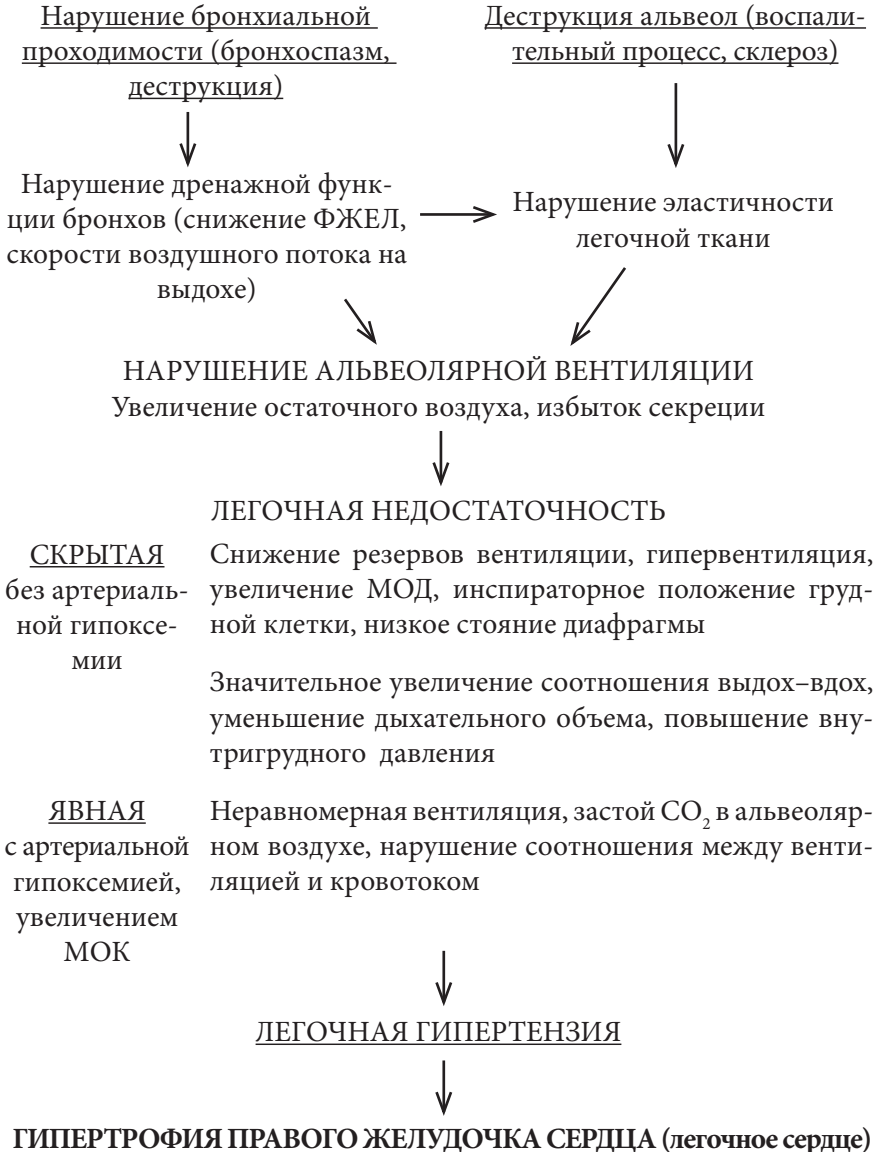 Нарушение бронхиальной
проходимости (бронхоспазм,
деструкция)
Деструкция альвеол (воспали-
тельный процесс, склероз)
Нарушение дренажной функ-
ции бронхов (снижение ФЖЕЛ,
скорости воздушного потока на
выдохе)
Нарушение эластичности
легочной ткани
НАРУШЕНИЕ АЛЬВЕОЛЯРНОЙ ВЕНТИЛЯЦИИ
Увеличение остаточного воздуха, избыток секреции
ЛЕГОЧНАЯ НЕДОСТАТОЧНОСТЬ
СКРЫТАЯ
без артериаль-
ной гипоксе-
мии
Снижение резервов вентиляции, гипервентиляция,
увеличение МОД, инспираторное положение груд-
ной клетки, низкое стояние диафрагмы
Значительное увеличение соотношения выдох–вдох,
уменьшение дыхательного объема, повышение вну-
тригрудного давления
ЯВНАЯ
с артериальной
гипоксемией,
увеличением
МОК
Неравномерная вентиляция, застой CO₂ в альвеоляр-
ном воздухе, нарушение соотношения между венти-
ляцией и кровотоком
ЛЕГОЧНАЯ ГИПЕРТЕНЗИЯ
ГИПЕРТРОФИЯ ПРАВОГО ЖЕЛУДОЧКА СЕРДЦА (легочное сердце)